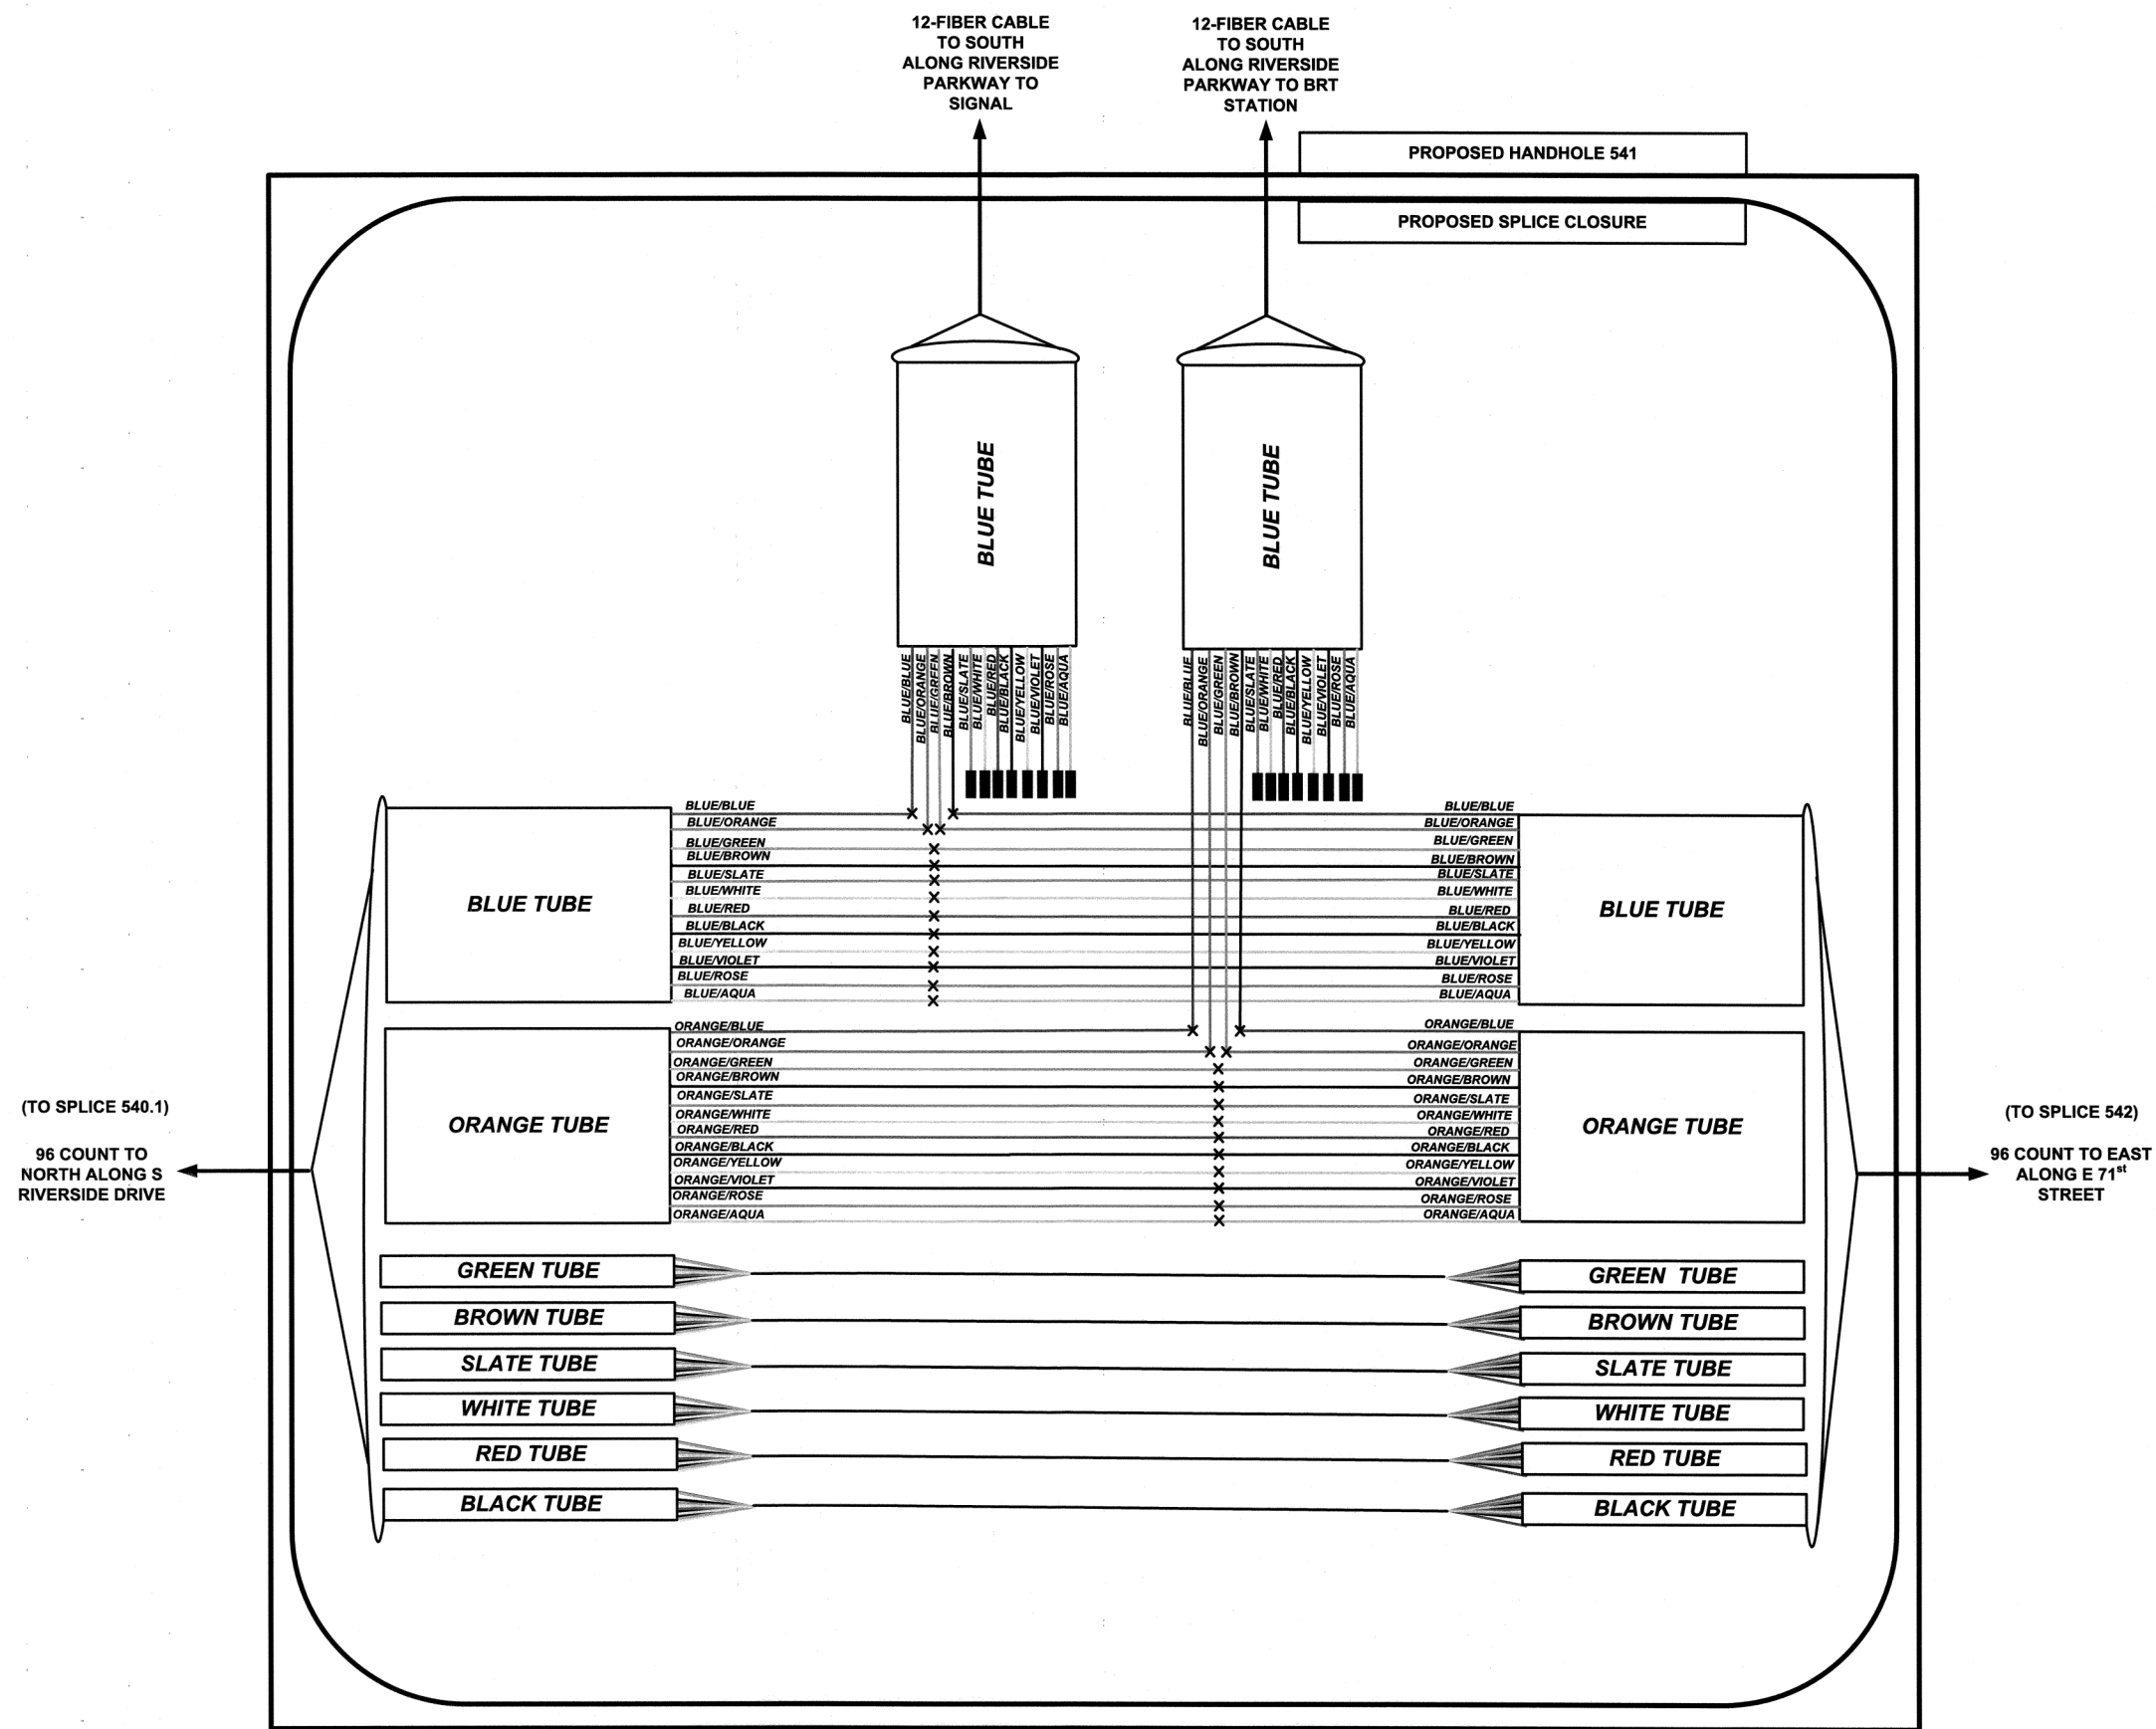 12-FIBER CABLE
TO SOUTH
ALONG RIVERSIDE
PARKWAY TO
SIGNAL
12-FIBER CABLE
TO SOUTH
ALONG RIVERSIDE
PARKWAY TO BRT
STATION
PROPOSED HANDHOLE 541
PROPOSED SPLICE CLOSURE
BLUE TUBE
BLUE/BLUE
BLUE/ORANGE
BLUE/GREEN
BLUE/BROWN
BLUE/SLATE
BLUE/WHITE
BLUE/RED
BLUE/BLACK
BLUE/YELLOW
BLUE/VIOLET
BLUE/ROSE
BLUE/AQUA
BLUE TUBE
BLUE/BLUE
BLUE/ORANGE
BLUE/GREEN
BLUE/BROWN
BLUE/SLATE
BLUE/WHITE
BLUE/RED
BLUE/BLACK
BLUE/YELLOW
BLUE/VIOLET
BLUE/ROSE
BLUE/AQUA
BLUE TUBE
BLUE/BLUE
BLUE/ORANGE
BLUE/GREEN
BLUE/BROWN
BLUE/SLATE
BLUE/WHITE
BLUE/RED
BLUE/BLACK
BLUE/YELLOW
BLUE/VIOLET
BLUE/ROSE
BLUE/AQUA
BLUE/BLUE
BLUE/ORANGE
BLUE/GREEN
BLUE/BROWN
BLUE/SLATE
BLUE/WHITE
BLUE/RED
BLUE/BLACK
BLUE/YELLOW
BLUE/VIOLET
BLUE/ROSE
BLUE/AQUA
BLUE TUBE
ORANGE TUBE
ORANGE/BLUE
ORANGE/ORANGE
ORANGE/GREEN
ORANGE/BROWN
ORANGE/SLATE
ORANGE/WHITE
ORANGE/RED
ORANGE/BLACK
ORANGE/YELLOW
ORANGE/VIOLET
ORANGE/ROSE
ORANGE/AQUA
ORANGE/BLUE
ORANGE/ORANGE
ORANGE/GREEN
ORANGE/BROWN
ORANGE/SLATE
ORANGE/WHITE
ORANGE/RED
ORANGE/BLACK
ORANGE/YELLOW
ORANGE/VIOLET
ORANGE/ROSE
ORANGE/AQUA
ORANGE TUBE
(TO SPLICE 540.1)
96 COUNT TO
NORTH ALONG S
RIVERSIDE DRIVE
(TO SPLICE 542)
96 COUNT TO EAST
ALONG E 71st
STREET
GREEN TUBE
GREEN TUBE
BROWN TUBE
BROWN TUBE
SLATE TUBE
SLATE TUBE
WHITE TUBE
WHITE TUBE
RED TUBE
RED TUBE
BLACK TUBE
BLACK TUBE